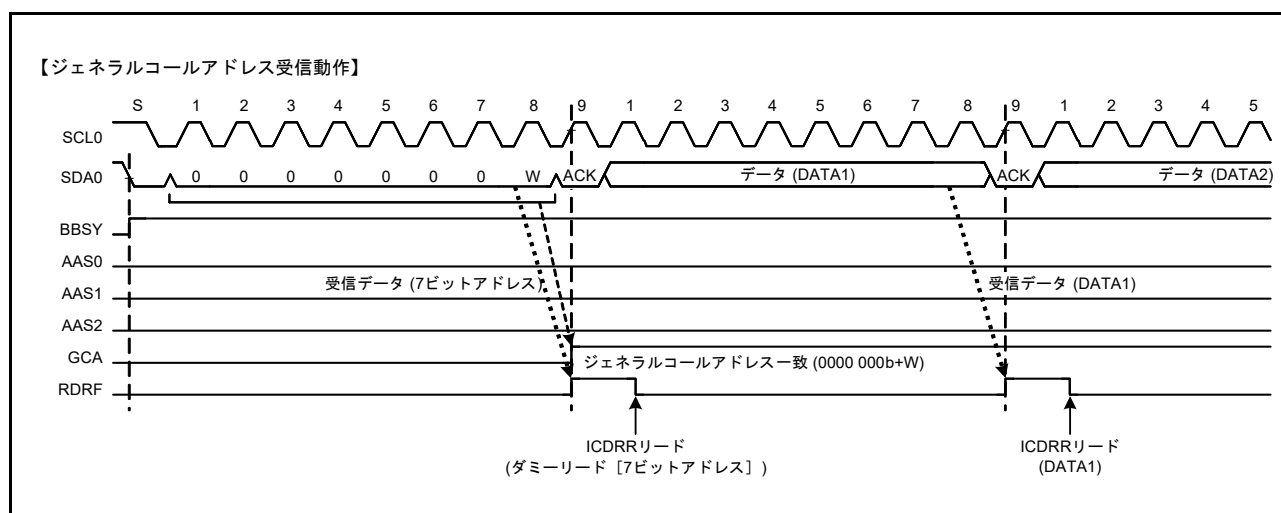 【ジェネラルコールアドレス受信動作】
S 1 2 3 4 5 6 7 8 9 1 2 3 4 5 6 7 8 9 1 2 3 4 5
SCL0
SDA0 0 0 0 0 0 0 0 W ACK データ (DATA1) ACK データ (DATA2)
BBSY
AAS0
受信データ (7ビットアドレス) 受信データ (DATA1)
AAS1
AAS2
GCA ジェネラルコールアドレス一致 (0000 000b+W)
RDRF
ICDRRリード
(ダミーリード [7ビットアドレス] )
ICDRRリード
(DATA1)